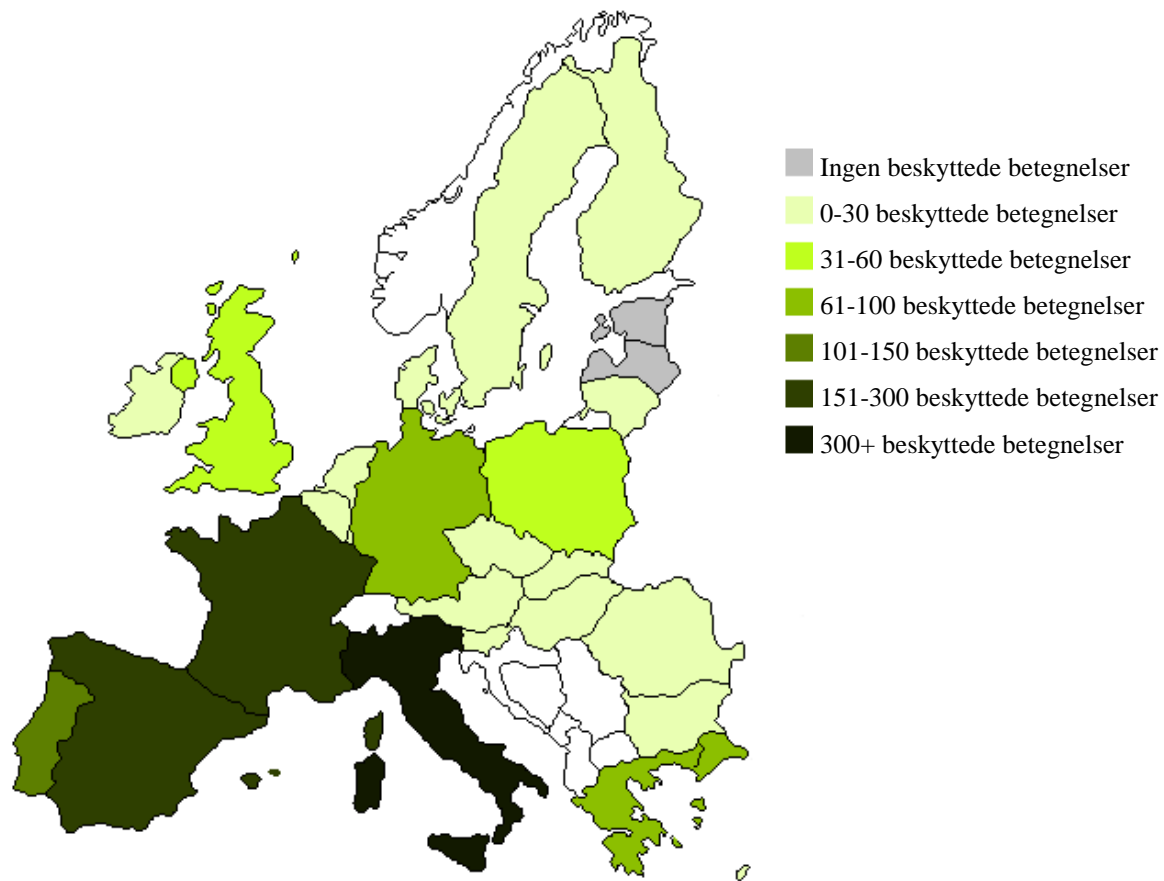 Ingen beskyttede betegnelser
0-30 beskyttede betegnelser
31-60 beskyttede betegnelser
61-100 beskyttede betegnelser
101-150 beskyttede betegnelser
151-300 beskyttede betegnelser
300+ beskyttede betegnelser